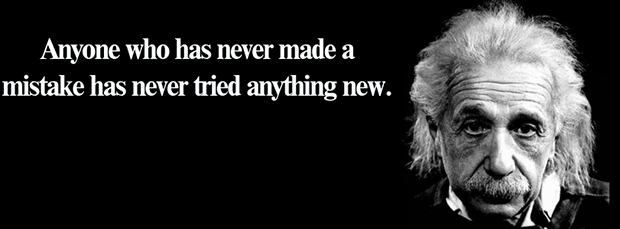 Anyone who has never made a
mistake has never tried anything new.